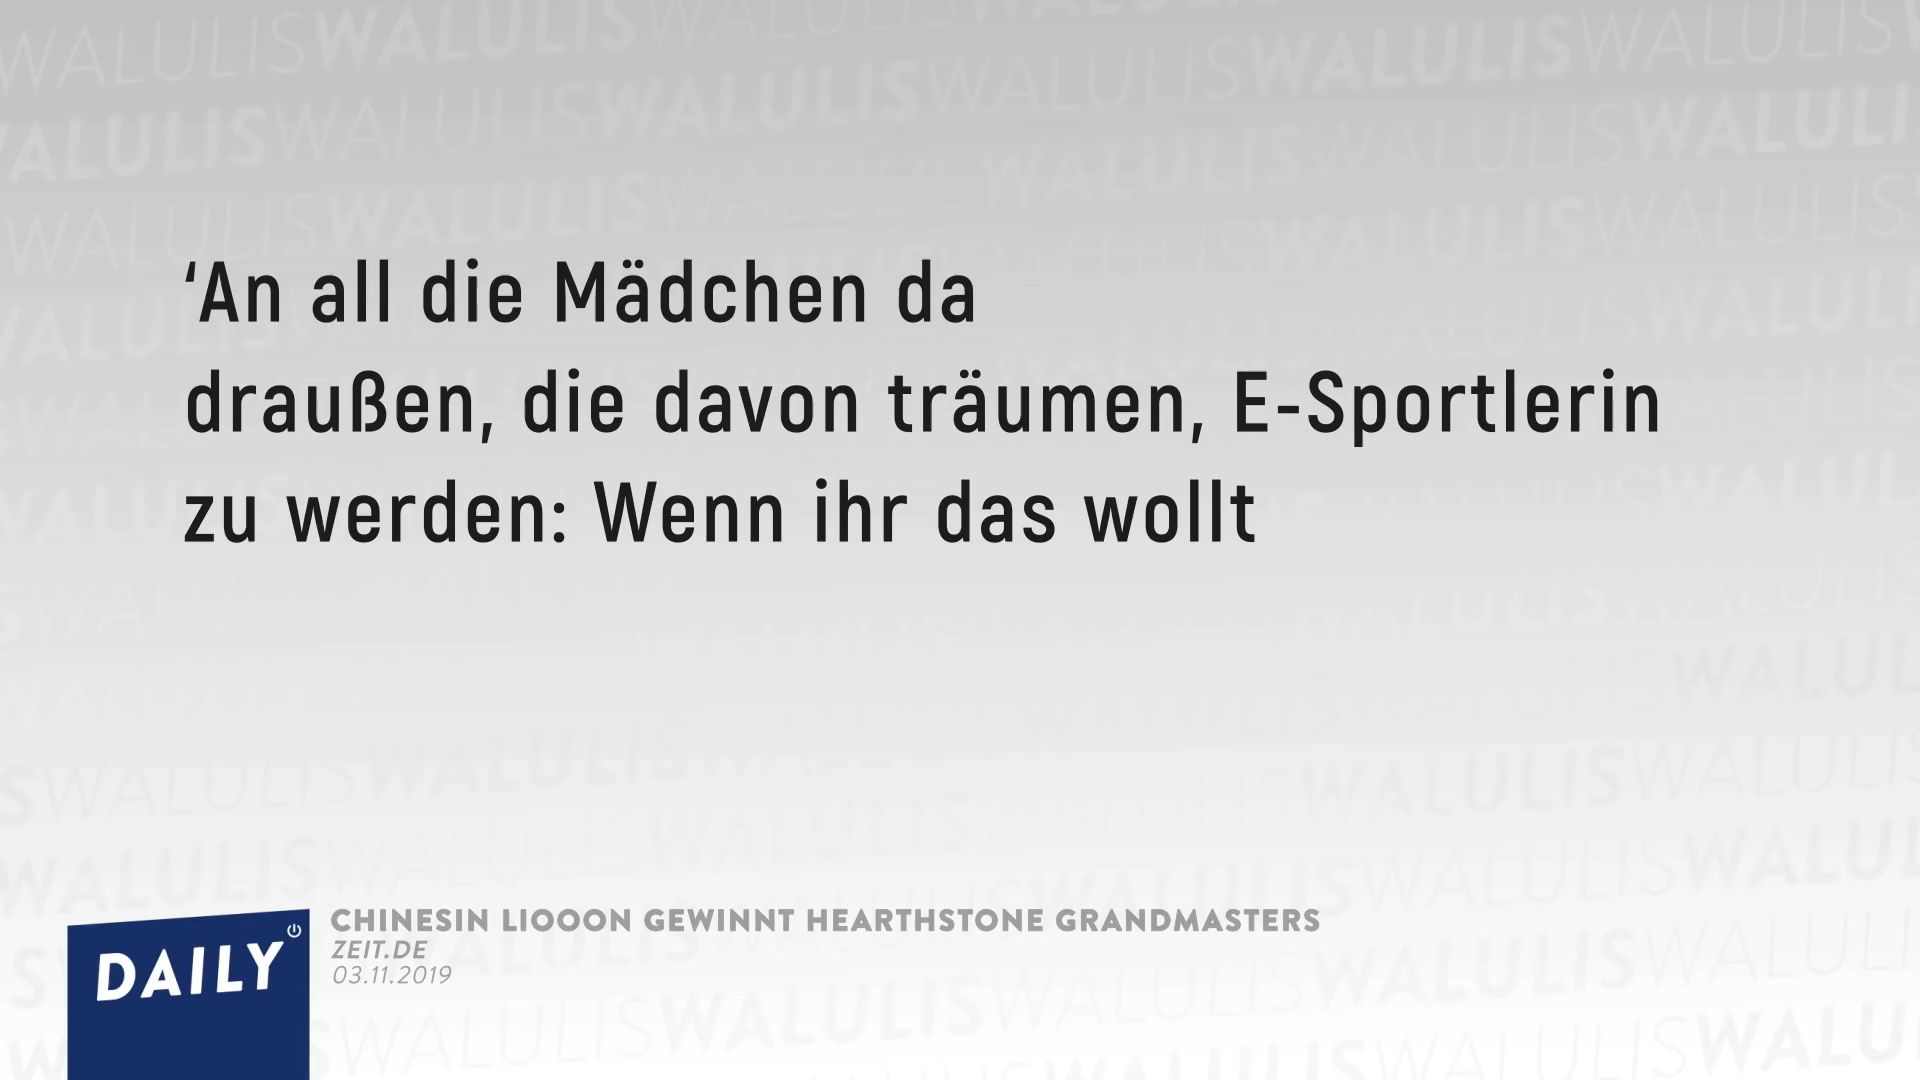 ‘An all die Mädchen da
draußen, die davon träumen, E-Sportlerin
zu werden: Wenn ihr das wollt
DAILY
CHINESIN LIOOON GEWINNT HEARTHSTONE GRANDMASTERS
ZEIT.DE
03.11.2019